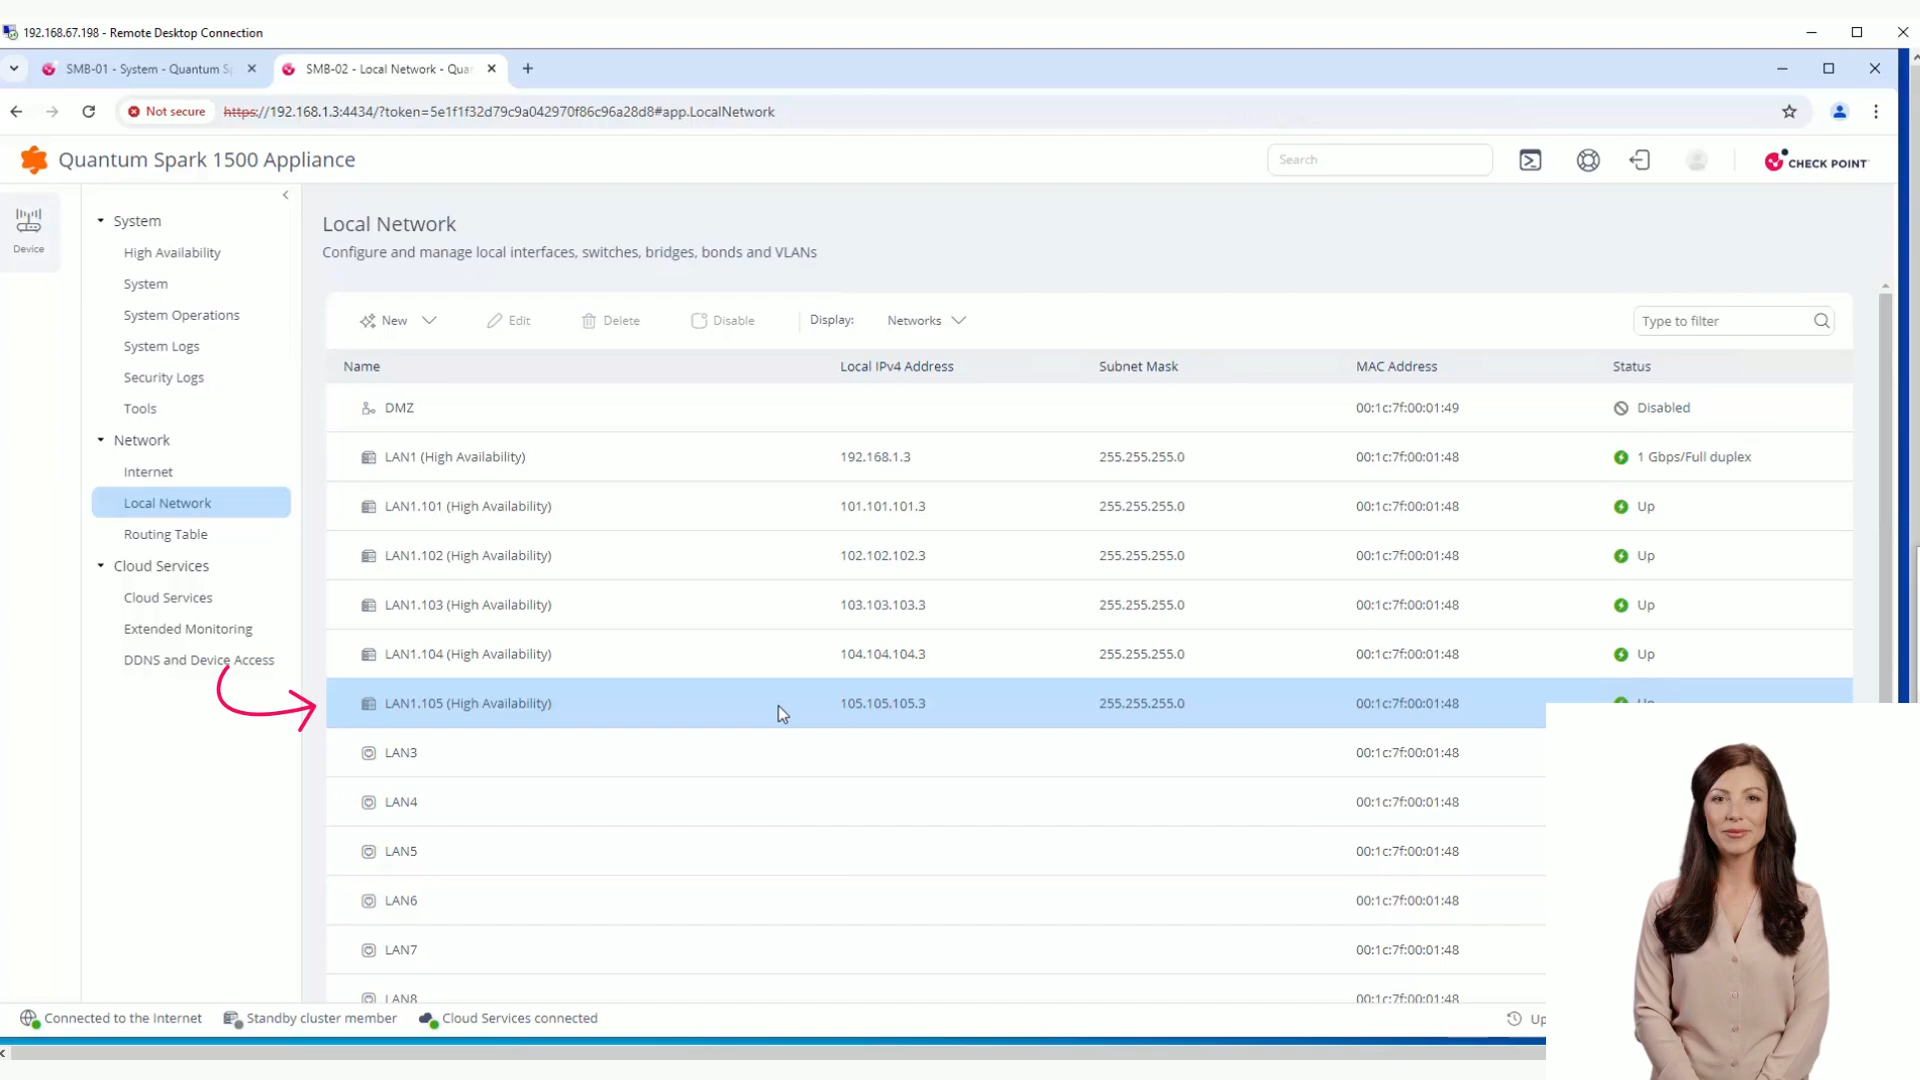 192.168.67.198 - Remote Desktop Connection
SMB-01 - System - Quantum S
SMB-02 - Local Network - Qua
Not secure https://192.168.1.3:4434/?token=5e1f1f32d79c9a042970f86c96a28d8#app.LocalNetwork
Quantum Spark 1500 Appliance
Search
CHECK POINT
Device
System
High Availability
System
System Operations
System Logs
Security Logs
Tools
Network
Internet
Local Network
Routing Table
Cloud Services
Cloud Services
Extended Monitoring
DDNS and Device Access
Local Network
Configure and manage local interfaces, switches, bridges, bonds and VLANs
New Edit Delete Disable Display: Networks Type to filter
Name Local IPv4 Address Subnet Mask MAC Address Status
DMZ 00:1c:7f:00:01:49 Disabled
LAN1 (High Availability) 192.168.1.3 255.255.255.0 00:1c:7f:00:01:48 1 Gbps/Full duplex
LAN1.101 (High Availability) 101.101.101.3 255.255.255.0 00:1c:7f:00:01:48 Up
LAN1.102 (High Availability) 102.102.102.3 255.255.255.0 00:1c:7f:00:01:48 Up
LAN1.103 (High Availability) 103.103.103.3 255.255.255.0 00:1c:7f:00:01:48 Up
LAN1.104 (High Availability) 104.104.104.3 255.255.255.0 00:1c:7f:00:01:48 Up
LAN1.105 (High Availability) 105.105.105.3 255.255.255.0 00:1c:7f:00:01:48 Up
LAN3 00:1c:7f:00:01:48
LAN4 00:1c:7f:00:01:48
LAN5 00:1c:7f:00:01:48
LAN6 00:1c:7f:00:01:48
LAN7 00:1c:7f:00:01:48
LAN8 00:1c:7f:00:01:48
Connected to the Internet Standby cluster member Cloud Services connected Up